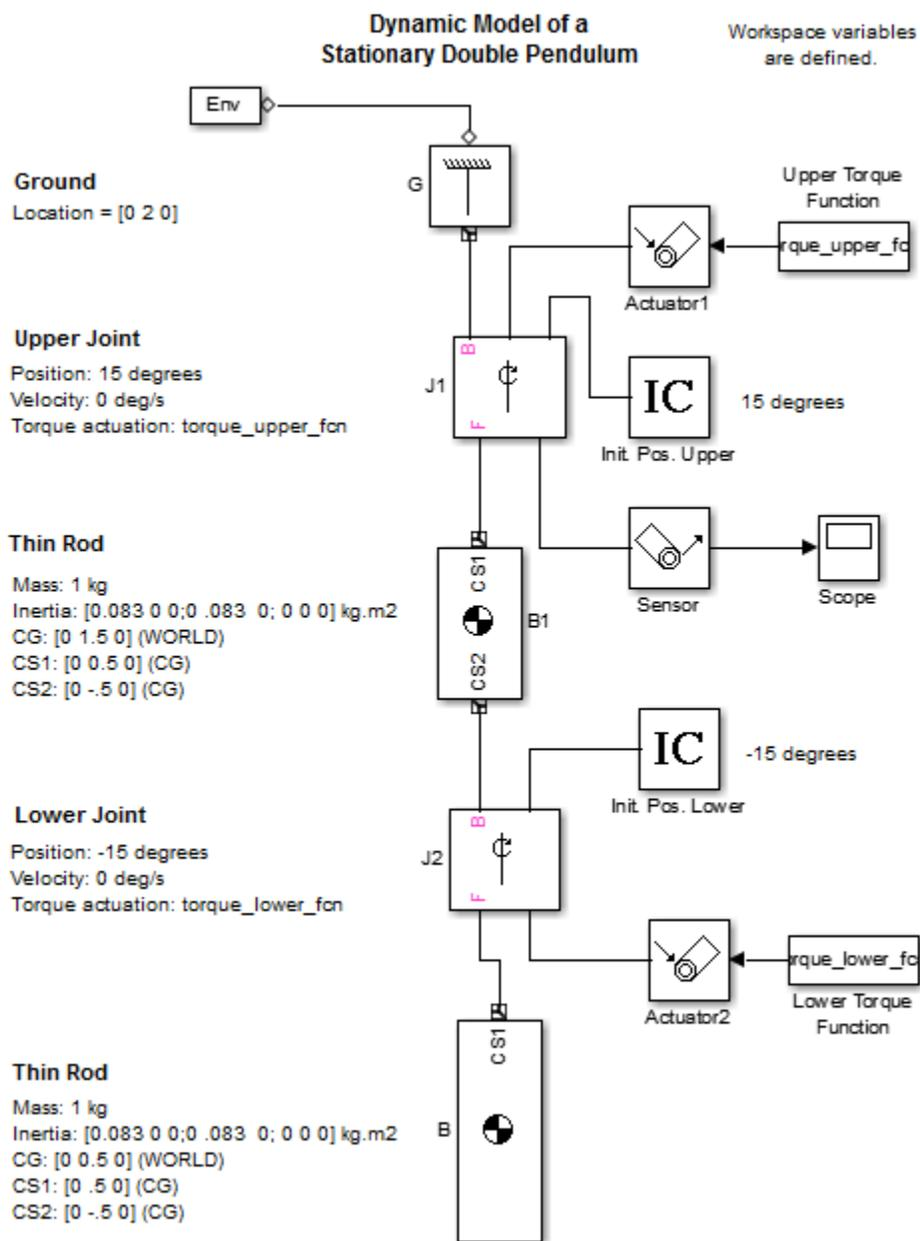 Dynamic Model of a
Stationary Double Pendulum
Workspace variables
are defined.
Env
Ground
Location = [0 2 0]
G
Upper Torque
Function
rque_upper_fc
Actuator1
Upper Joint
Position: 15 degrees
Velocity: 0 deg/s
Torque actuation: torque_upper_fcn
J1
B
F
IC
15 degrees
Init. Pos. Upper
Thin Rod
Mass: 1 kg
Inertia: [0.083 0 0;0 .083 0; 0 0 0] kg.m2
CG: [0 1.5 0] (WORLD)
CS1: [0 0.5 0] (CG)
CS2: [0 -.5 0] (CG)
CS1
CS2
B1
Sensor
Scope
IC
-15 degrees
Init. Pos. Lower
Lower Joint
Position: -15 degrees
Velocity: 0 deg/s
Torque actuation: torque_lower_fcn
J2
B
F
rque_lower_fc
Actuator2
Lower Torque
Function
Thin Rod
Mass: 1 kg
Inertia: [0.083 0 0;0 .083 0; 0 0 0] kg.m2
CG: [0 0.5 0] (WORLD)
CS1: [0 .5 0] (CG)
CS2: [0 -.5 0] (CG)
CS1
B